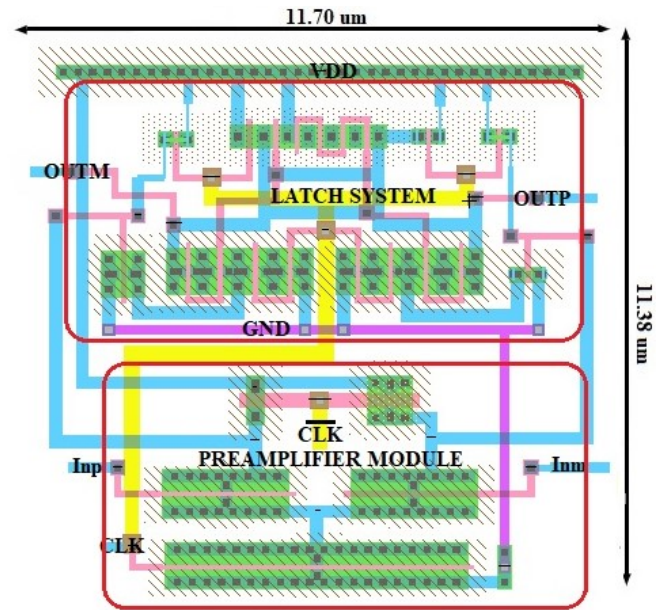 11.70 um
VDD
OUTM
LATCH SYSTEM
OUTP
GND
11.38 um
CLK
PREAMPLIFIER MODULE
Inp
Inm
CLK